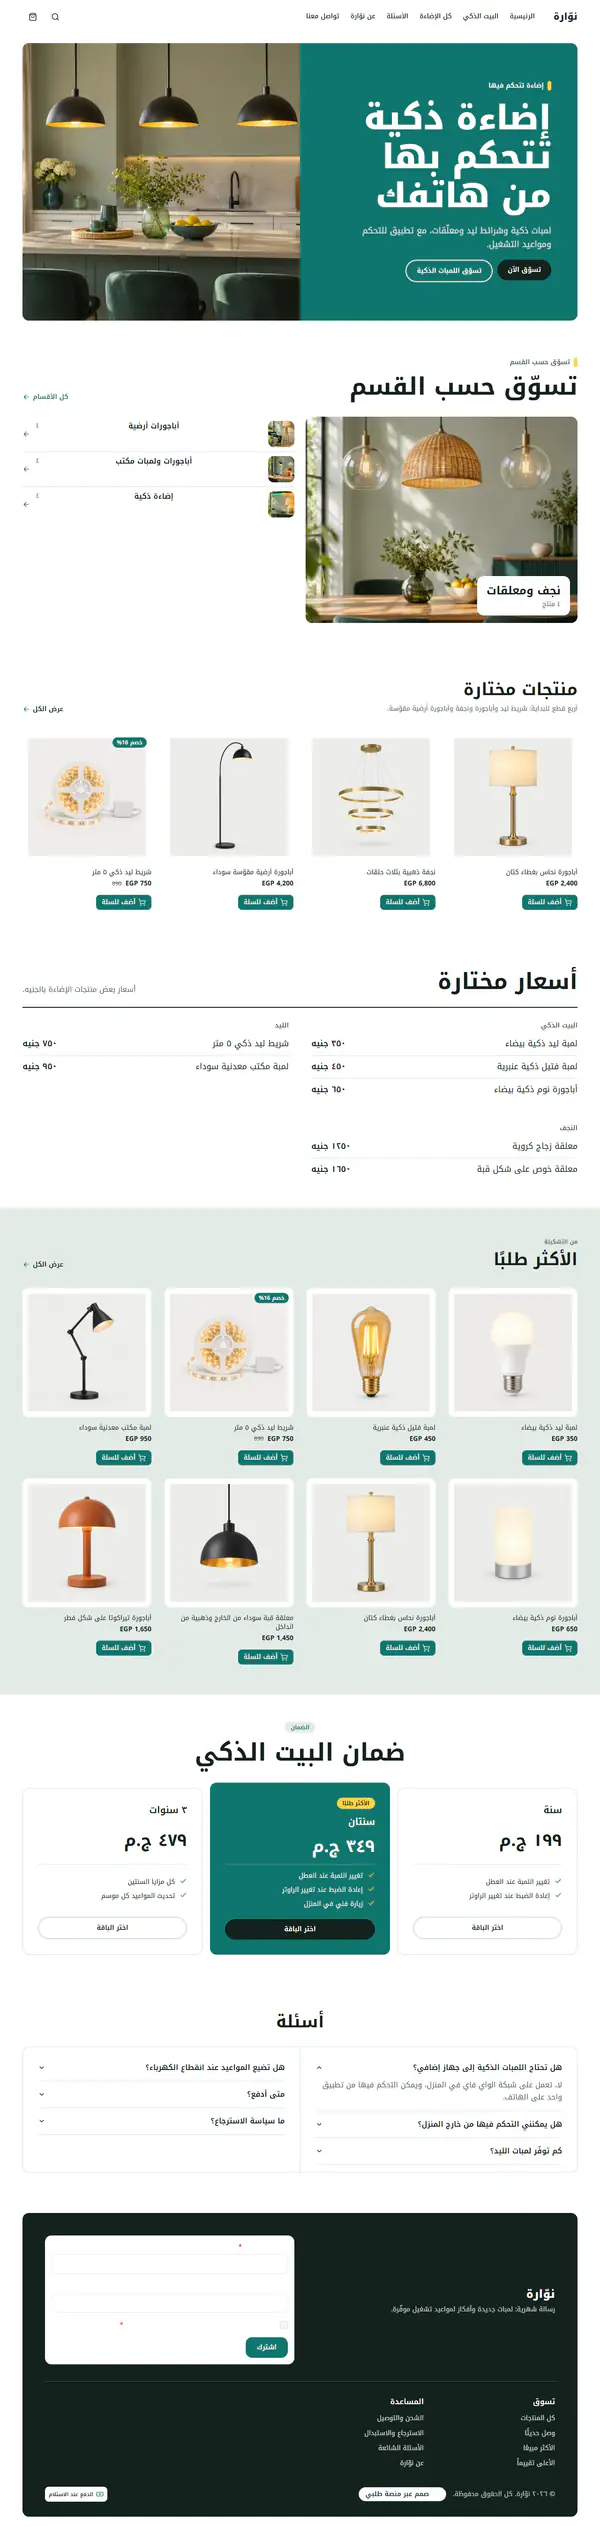 نوّارة
الرئيسية
البيت الذكي
كل الإضاءة
الأسئلة
عن نوّارة
تواصل معنا
إضاءة تتحكم فيها
إضاءة ذكية
تتحكم بها
من هاتفك
لمبات ذكية وشرائط ليد ومعلّقات، مع تطبيق للتحكم
ومواعيد التشغيل.
تسوّق الآن
تسوّق اللمبات الذكية
تسوّق حسب القسم
تسوّق حسب القسم
كل الأقسام
نجف ومعلقات
٤ منتج
أباجورات أرضية
٤
أباجورات ولمبات مكتب
٤
إضاءة ذكية
٤
منتجات مختارة
أربع قطع للبداية: شريط ليد وأباجورة ونجفة وأباجورة أرضية مقوّسة.
عرض الكل
أباجورة نحاس بغطاء كتان
EGP 2,400
أضف للسلة
نجفة ذهبية بثلاث حلقات
EGP 6,800
أضف للسلة
أباجورة أرضية مقوّسة سوداء
EGP 4,200
أضف للسلة
خصم 16%
شريط ليد ذكي ٥ متر
EGP 750 890
أضف للسلة
أسعار مختارة
أسعار بعض منتجات الإضاءة بالجنيه.
البيت الذكي
لمبة ليد ذكية بيضاء ٣٥٠ جنيه
لمبة فتيل ذكية عنبرية ٤٥٠ جنيه
أباجورة نوم ذكية بيضاء ٦٥٠ جنيه
الليد
شريط ليد ذكي ٥ متر ٧٥٠ جنيه
لمبة مكتب معدنية سوداء ٩٥٠ جنيه
النجف
معلقة زجاج كروية ١٢٥٠ جنيه
معلقة خوص على شكل قبة ١٦٥٠ جنيه
من التشكيلة
الأكثر طلبًا
عرض الكل
لمبة ليد ذكية بيضاء
EGP 350
أضف للسلة
لمبة فتيل ذكية عنبرية
EGP 450
أضف للسلة
خصم 16%
شريط ليد ذكي ٥ متر
EGP 750 890
أضف للسلة
لمبة مكتب معدنية سوداء
EGP 950
أضف للسلة
أباجورة نوم ذكية بيضاء
EGP 650
أضف للسلة
أباجورة نحاس بغطاء كتان
EGP 2,400
أضف للسلة
معلقة قبة سوداء من الخارج وذهبية من
الداخل
EGP 1,450
أضف للسلة
أباجورة تيراكوتا على شكل فطر
EGP 1,650
أضف للسلة
الضمان
ضمان البيت الذكي
سنة
١٩٩ ج.م
تغيير اللمبة عند العطل
إعادة الضبط عند تغيير الراوتر
اختر الباقة
الأكثر طلبًا
سنتان
٣٤٩ ج.م
تغيير اللمبة عند العطل
إعادة الضبط عند تغيير الراوتر
زيارة فني في المنزل
اختر الباقة
٣ سنوات
٤٧٩ ج.م
كل مزايا السنتين
تحديث المواعيد كل موسم
اختر الباقة
أسئلة
هل تحتاج اللمبات الذكية إلى جهاز إضافي؟
لا، تعمل على شبكة الواي فاي في المنزل، ويمكن التحكم فيها من تطبيق
واحد على الهاتف.
هل يمكنني التحكم فيها من خارج المنزل؟
كم توفّر لمبات الليد؟
هل تضيع المواعيد عند انقطاع الكهرباء؟
متى أدفع؟
ما سياسة الاسترجاع؟
نوّارة
رسالة شهرية: لمبات جديدة وأفكار لمواعيد تشغيل موفّرة.
*
*
اشترك
تسوق
كل المنتجات
وصل حديثًا
الأكثر مبيعًا
الأعلى تقييماً
المساعدة
الشحن والتوصيل
الاسترجاع والاستبدال
الأسئلة الشائعة
عن نوّارة
© ٢٠٢٦ نوّارة. كل الحقوق محفوظة.
صمم عبر منصة طلبي
الدفع عند الاستلام